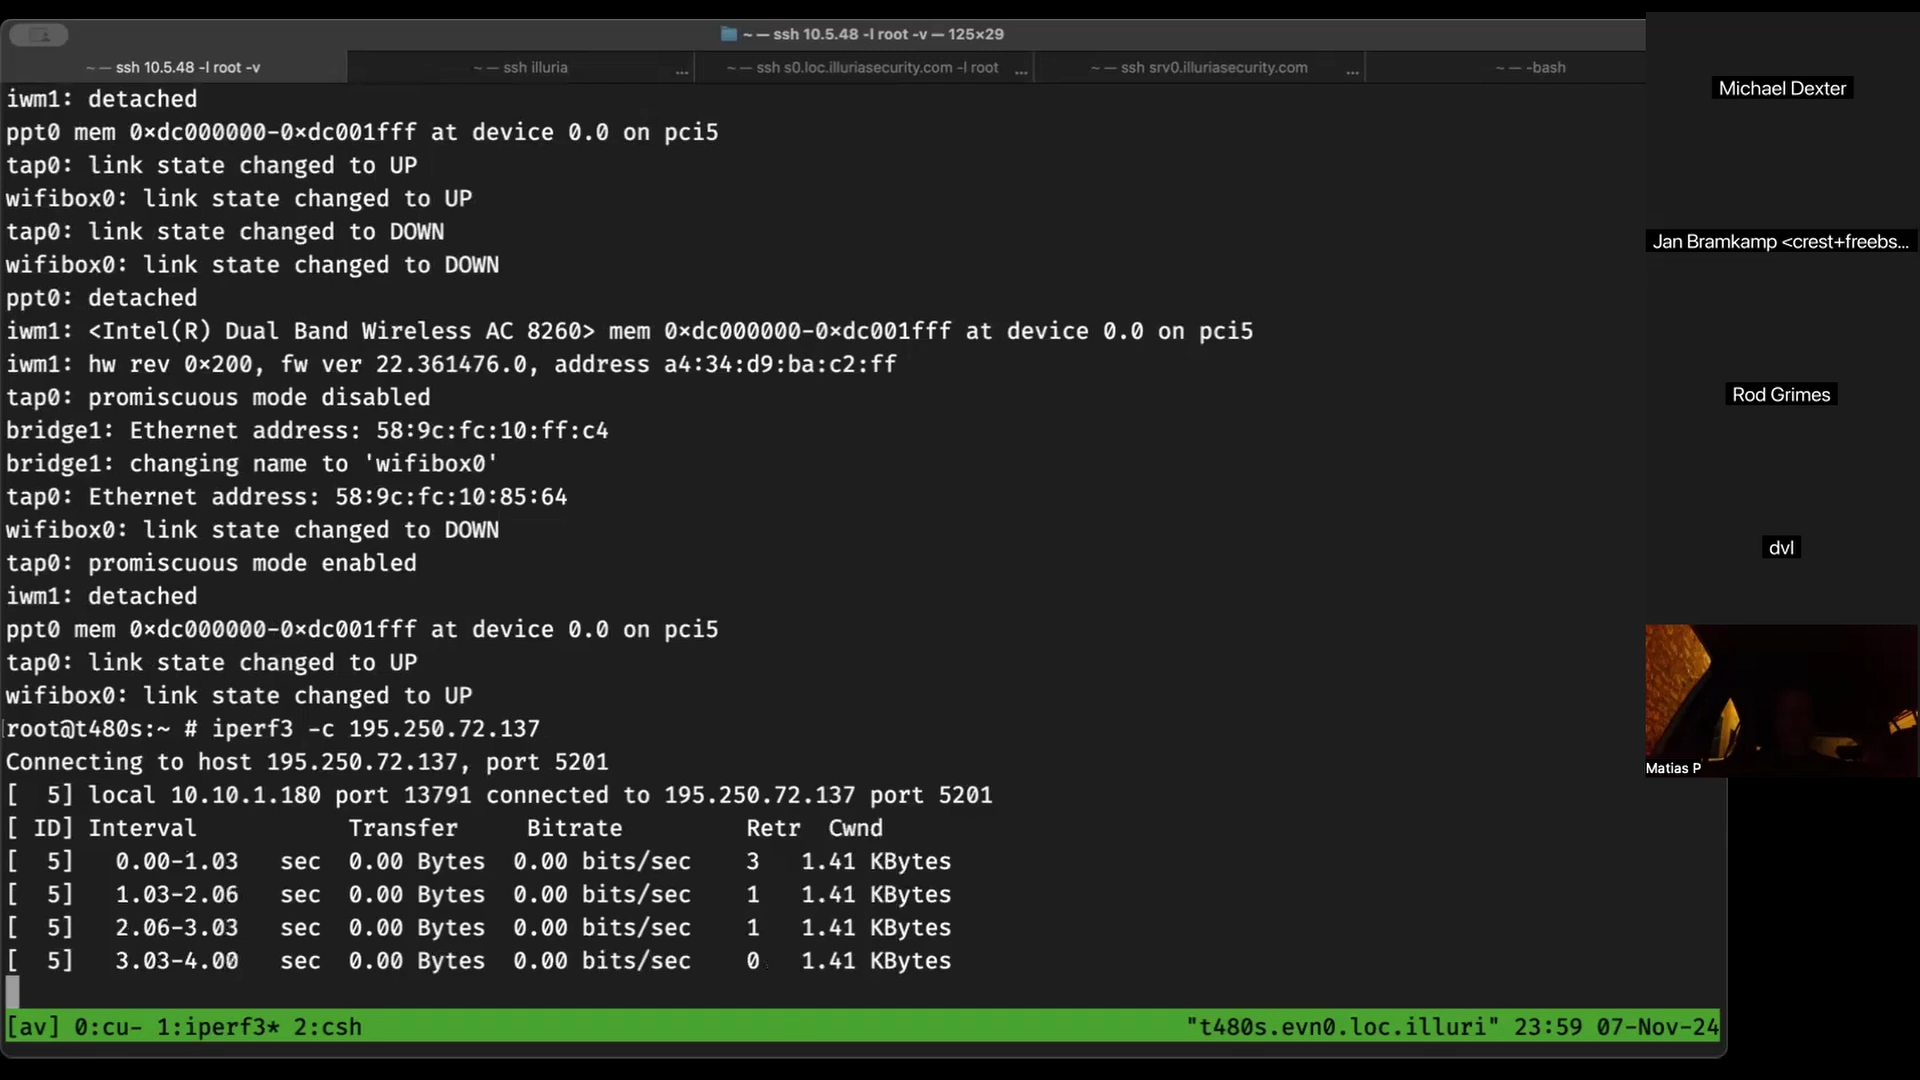 ~ — ssh 10.5.48 -l root -v — 125×29
~ — ssh 10.5.48 -l root -v
~ — ssh illuria ...
~ — ssh s0.loc.illuriasecurity.com -l root ...
~ — ssh srv0.illuriasecurity.com ...
~ — -bash
iwm1: detached
ppt0 mem 0xdc000000-0xdc001fff at device 0.0 on pci5
tap0: link state changed to UP
wifibox0: link state changed to UP
tap0: link state changed to DOWN
wifibox0: link state changed to DOWN
ppt0: detached
iwm1: <Intel(R) Dual Band Wireless AC 8260> mem 0xdc000000-0xdc001fff at device 0.0 on pci5
iwm1: hw rev 0x200, fw ver 22.361476.0, address a4:34:d9:ba:c2:ff
tap0: promiscuous mode disabled
bridge1: Ethernet address: 58:9c:fc:10:ff:c4
bridge1: changing name to 'wifibox0'
tap0: Ethernet address: 58:9c:fc:10:85:64
wifibox0: link state changed to DOWN
tap0: promiscuous mode enabled
iwm1: detached
ppt0 mem 0xdc000000-0xdc001fff at device 0.0 on pci5
tap0: link state changed to UP
wifibox0: link state changed to UP
root@t480s:~ # iperf3 -c 195.250.72.137
Connecting to host 195.250.72.137, port 5201
[  5] local 10.10.1.180 port 13791 connected to 195.250.72.137 port 5201
[ ID] Interval           Transfer     Bitrate         Retr  Cwnd
[  5]   0.00-1.03   sec  0.00 Bytes  0.00 bits/sec    3   1.41 KBytes
[  5]   1.03-2.06   sec  0.00 Bytes  0.00 bits/sec    1   1.41 KBytes
[  5]   2.06-3.03   sec  0.00 Bytes  0.00 bits/sec    1   1.41 KBytes
[  5]   3.03-4.00   sec  0.00 Bytes  0.00 bits/sec    0   1.41 KBytes
[av] 0:cu- 1:iperf3* 2:csh "t480s.evn0.loc.illuri" 23:59 07-Nov-24
Michael Dexter
Jan Bramkamp <crest+freebs...
Rod Grimes
dvl
Matias P